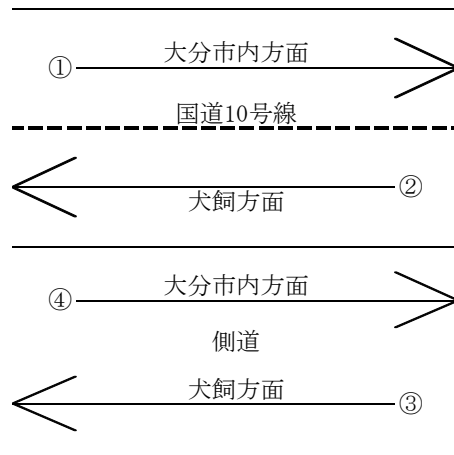 大分市内方面
①
国道10号線
②
犬飼方面
大分市内方面
④
側道
犬飼方面
③